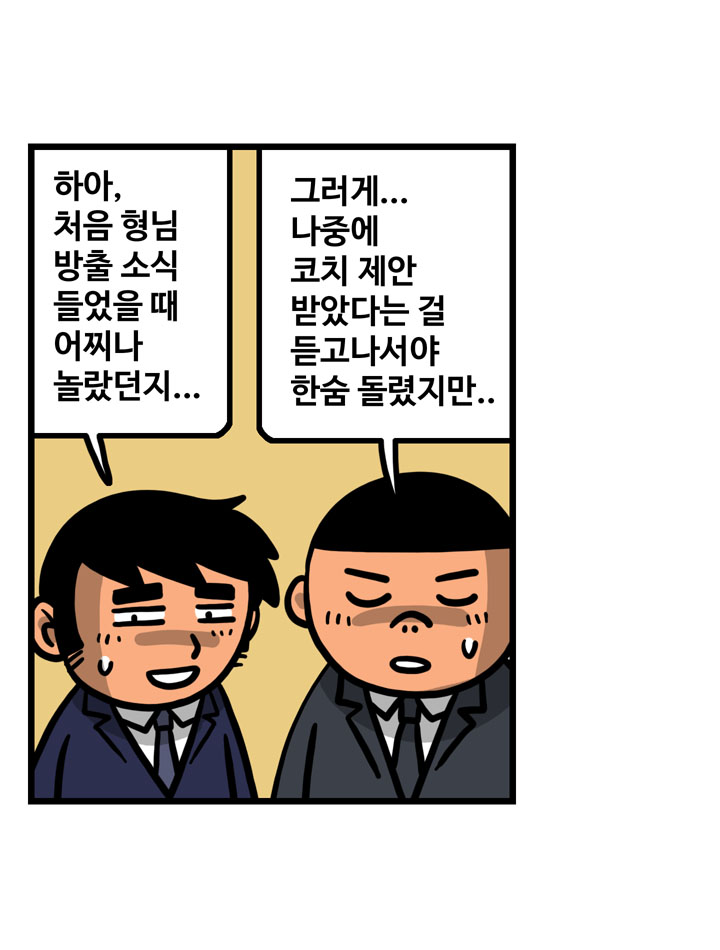 하아,
처음 형님
방출 소식
들었을 때
어찌나
놀랐던지...
그러게...
나중에
코치 제안
받았다는 걸
듣고나서야
한숨 돌렸지만..